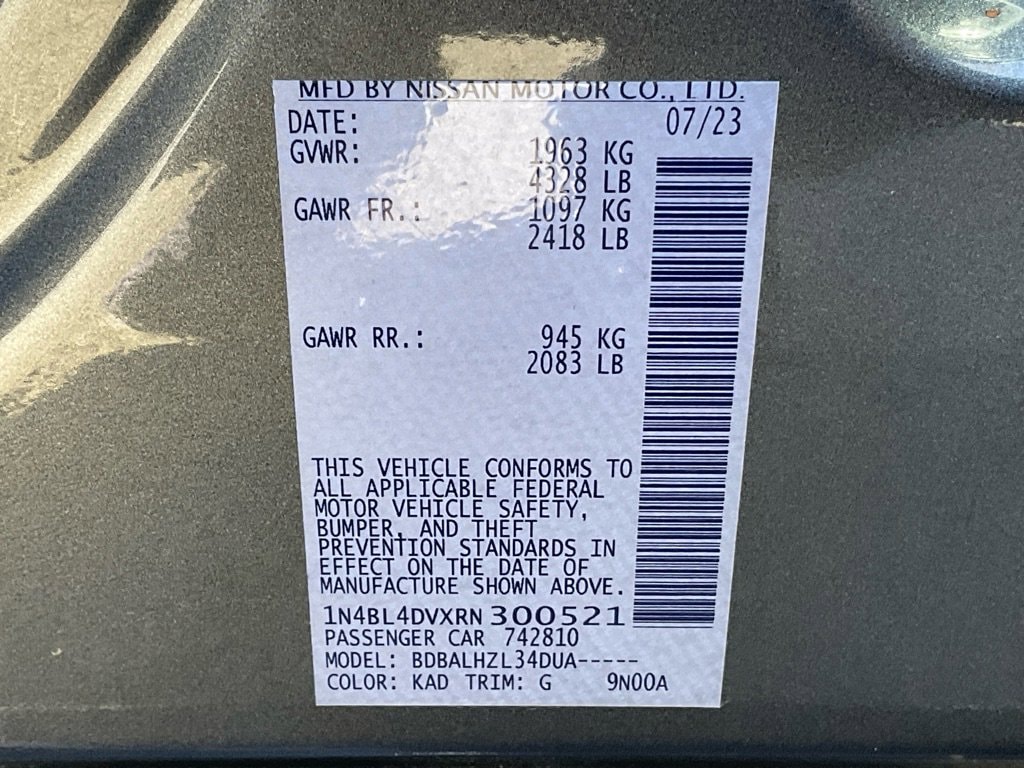 MFD BY NISSAN MOTOR CO., LTD.
DATE: 07/23
GVWR: 1963 KG
4328 LB
GAWR FR.: 1097 KG
2418 LB
GAWR RR.: 945 KG
2083 LB
THIS VEHICLE CONFORMS TO
ALL APPLICABLE FEDERAL
MOTOR VEHICLE SAFETY,
BUMPER, AND THEFT
PREVENTION STANDARDS IN
EFFECT ON THE DATE OF
MANUFACTURE SHOWN ABOVE.
1N4BL4DVXRN300521
PASSENGER CAR 742810
MODEL: BDBALHZL34DUA-----
COLOR: KAD TRIM: G 9N00A